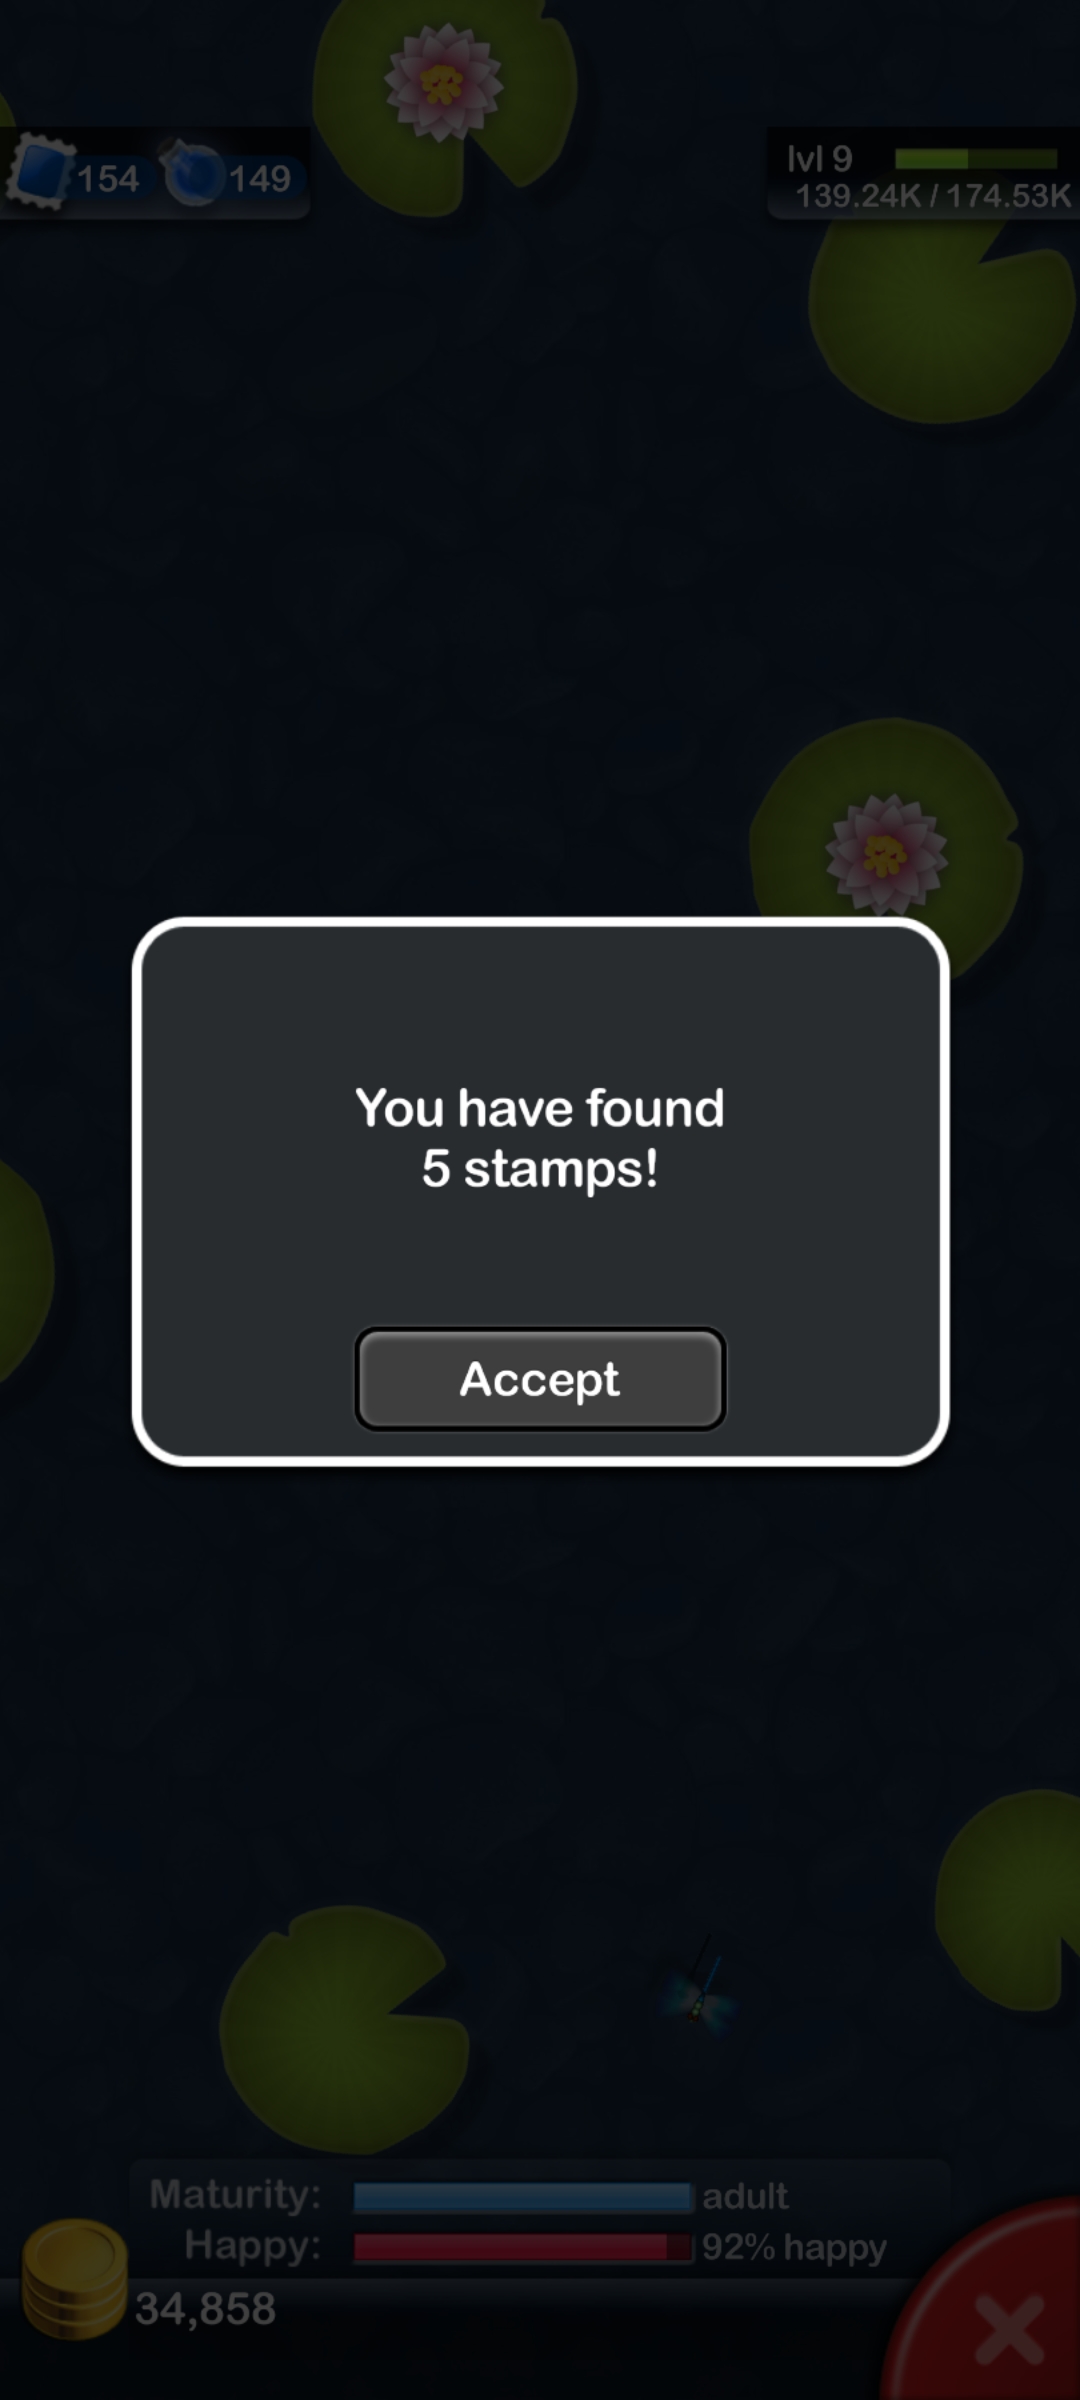 154 149
lvl 9
139.24K / 174.53K
You have found
5 stamps!
Accept
Maturity: adult
Happy: 92% happy
34,858